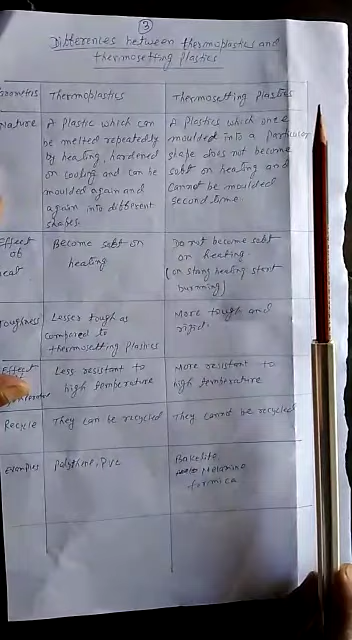 3
Differences between thermoplastics and
thermosetting plastics
arametres
Thermoplastics
Thermosetting Plastics
Nature
A Plastic which can
be melted repeatedly
by heating, hardened
on cooling and can be
moulded again and
again into different
shapes.
A Plastics which once
moulded into a particular
shape does not become
soft on heating and
Cannot be moulded
second time.
Effect
of
heat
Become soft on
heating
Do not become soft
on heating.
(on strong heating start
burning)
Toughness
Lesser tough as
compared to
thermosetting plastics
More tough and
rigid.
Effect
Less resistant to
high temperature
More resistant to
high temperature
Recycle
They can be recycled
They cannot be recycled
Examples
Polythene, PVC
Bakelite
Melamine
formica